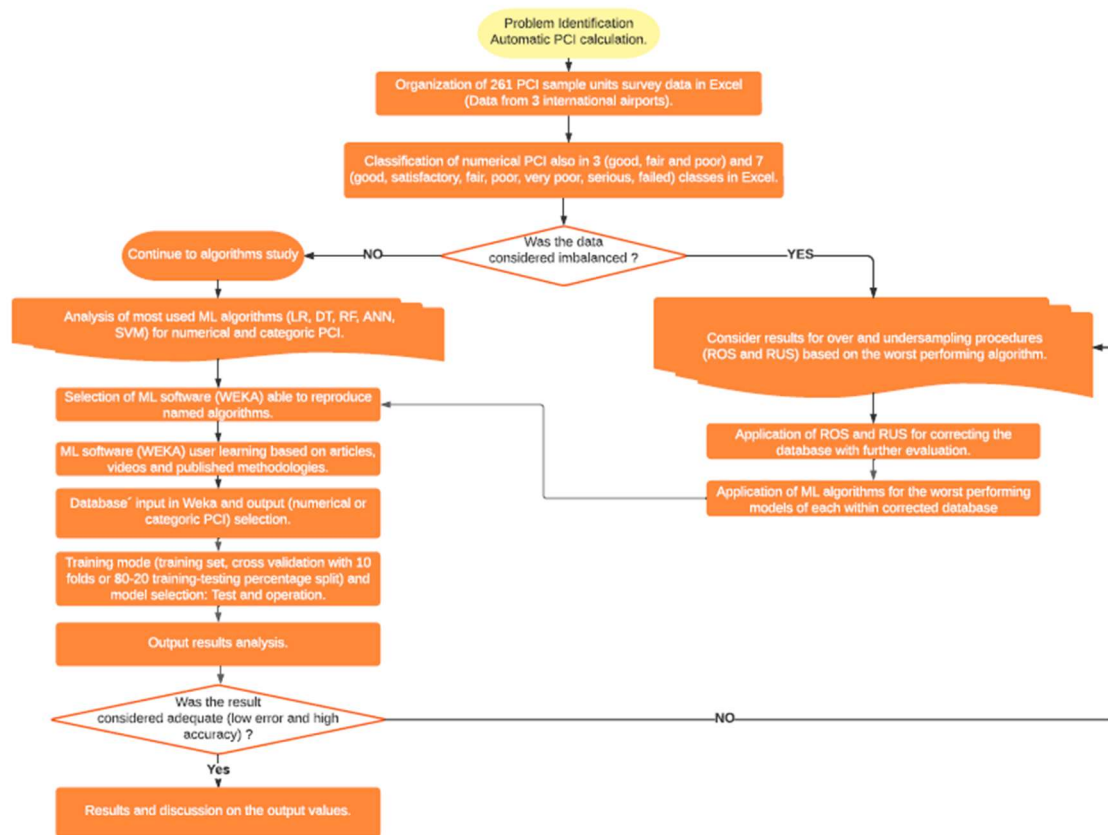 Problem Identification
Automatic PCI calculation.
Organization of 261 PCI sample units survey data in Excel
(Data from 3 international airports).
Classification of numerical PCI also in 3 (good, fair and poor) and 7
(good, satisfactory, fair, poor, very poor, serious, failed) classes in Excel.
Was the data
considered imbalanced ?
NO
YES
Continue to algorithms study
Analysis of most used ML algorithms (LR, DT, RF, ANN,
SVM) for numerical and categoric PCI.
Selection of ML software (WEKA) able to reproduce
named algorithms.
ML software (WEKA) user learning based on articles,
videos and published methodologies.
Database´ input in Weka and output (numerical or
categoric PCI) selection.
Training mode (training set, cross validation with 10
folds or 80-20 training-testing percentage split) and
model selection: Test and operation.
Output results analysis.
Was the result
considered adequate (low error and high
accuracy) ?
NO
Yes
Results and discussion on the output values.
Consider results for over and undersampling procedures
(ROS and RUS) based on the worst performing algorithm.
Application of ROS and RUS for correcting the
database with further evaluation.
Application of ML algorithms for the worst performing
models of each within corrected database